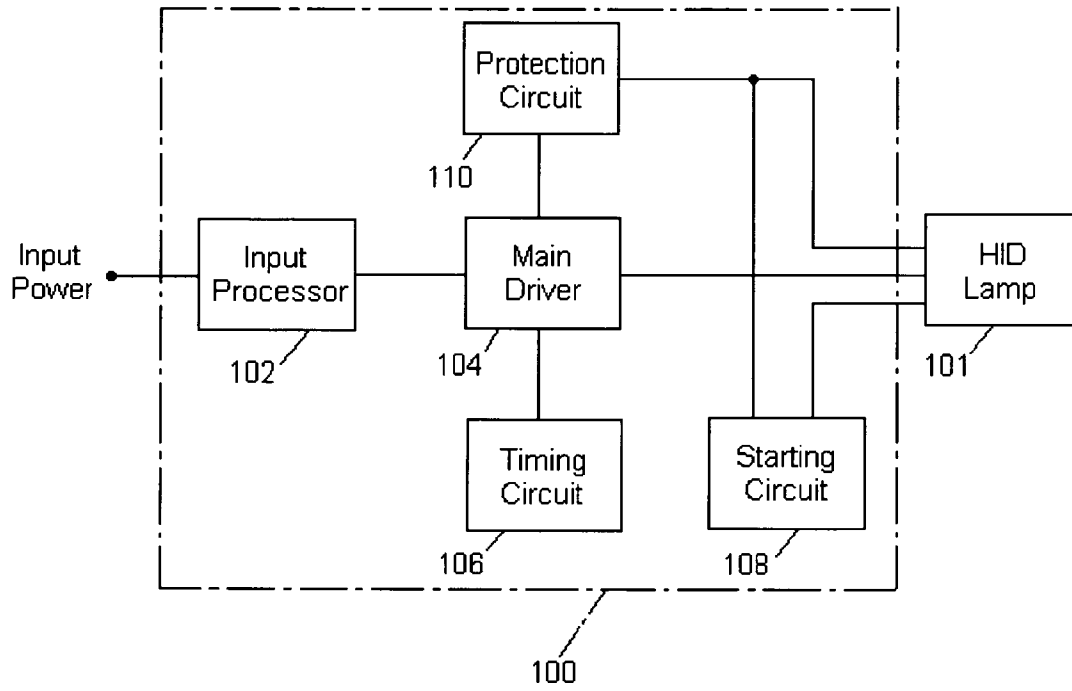 Protection
Circuit
110
Input
Power
Input
Processor
102
Main
Driver
104
HID
Lamp
101
Timing
Circuit
106
Starting
Circuit
108
100